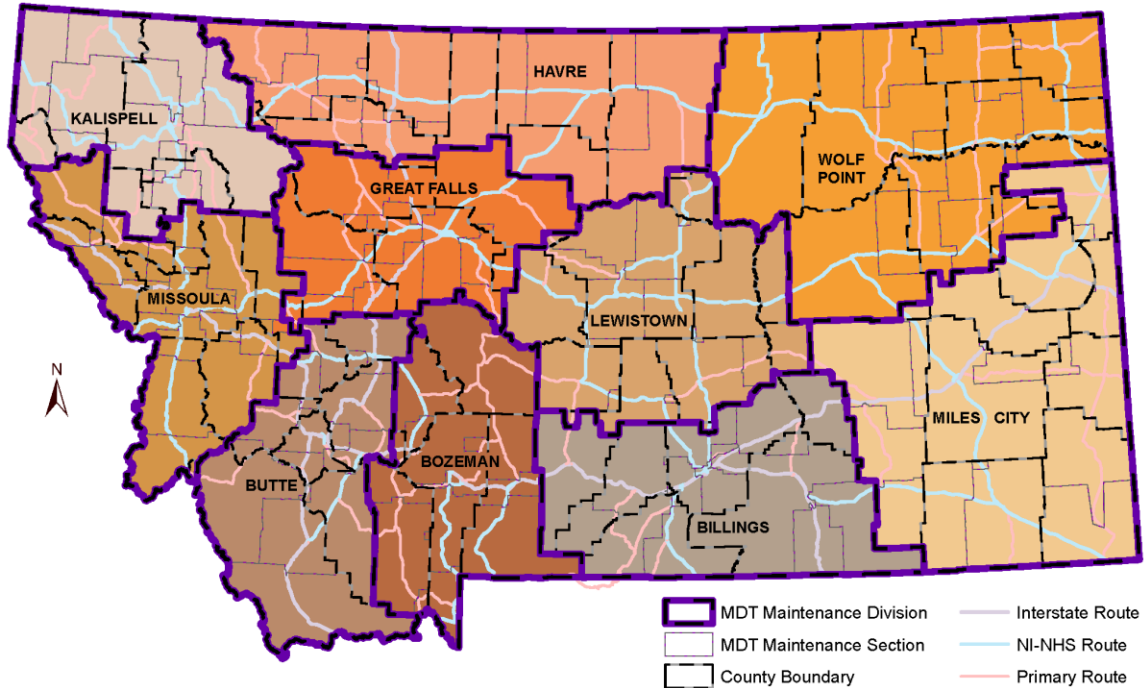 HAVRE
KALISPELL
WOLF
POINT
GREAT FALLS
MISSOULA
LEWISTOWN
N
MILES CITY
BOZEMAN
BUTTE
BILLINGS
MDT Maintenance Division
Interstate Route
MDT Maintenance Section
NI-NHS Route
County Boundary
Primary Route